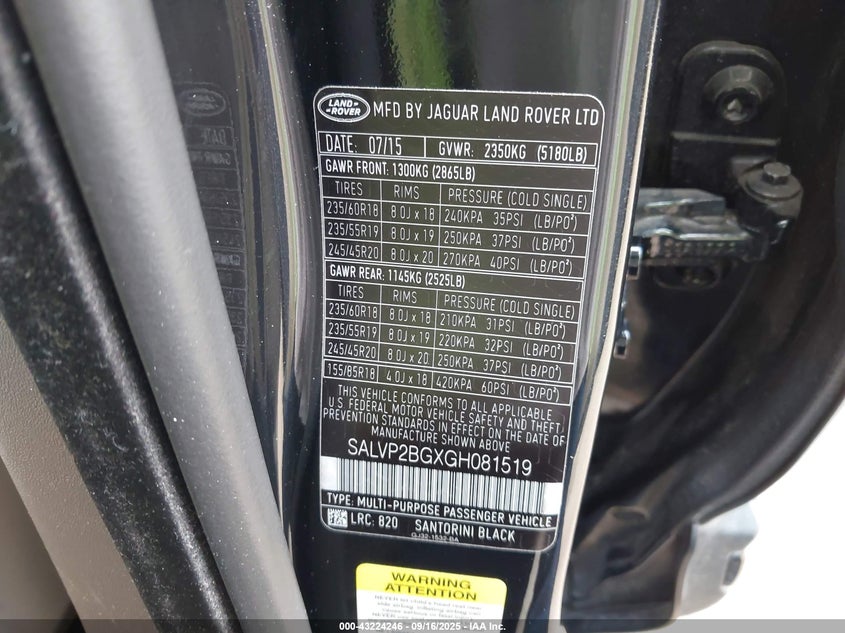 LAND
ROVER
MFD BY JAGUAR LAND ROVER LTD
DATE: 07/15 GVWR: 2350KG (5180LB)
GAWR FRONT: 1300KG (2865LB)
TIRES RIMS PRESSURE (COLD SINGLE)
235/60R18 8.0J x 18 240KPA 35PSI (LB/PO²)
235/55R19 8.0J x 19 250KPA 37PSI (LB/PO²)
245/45R20 8.0J x 20 270KPA 40PSI (LB/PO²)
GAWR REAR: 1145KG (2525LB)
TIRES RIMS PRESSURE (COLD SINGLE)
235/60R18 8.0J x 18 210KPA 31PSI (LB/PO²)
235/55R19 8.0J x 19 220KPA 32PSI (LB/PO²)
245/45R20 8.0J x 20 250KPA 37PSI (LB/PO²)
155/85R18 4.0J x 18 420KPA 60PSI (LB/PO²)
THIS VEHICLE CONFORMS TO ALL APPLICABLE
U.S. FEDERAL MOTOR VEHICLE SAFETY AND THEFT
PREVENTION STANDARDS IN EFFECT ON THE DATE OF
MANUFACTURE SHOWN ABOVE
SALVP2BGXGH081519
TYPE: MULTI-PURPOSE PASSENGER VEHICLE
LRC: 820 SANTORINI BLACK
GJ32-1532-BA
WARNING
ATTENTION
000-43224246 - 09/16/2025 - IAA, Inc.